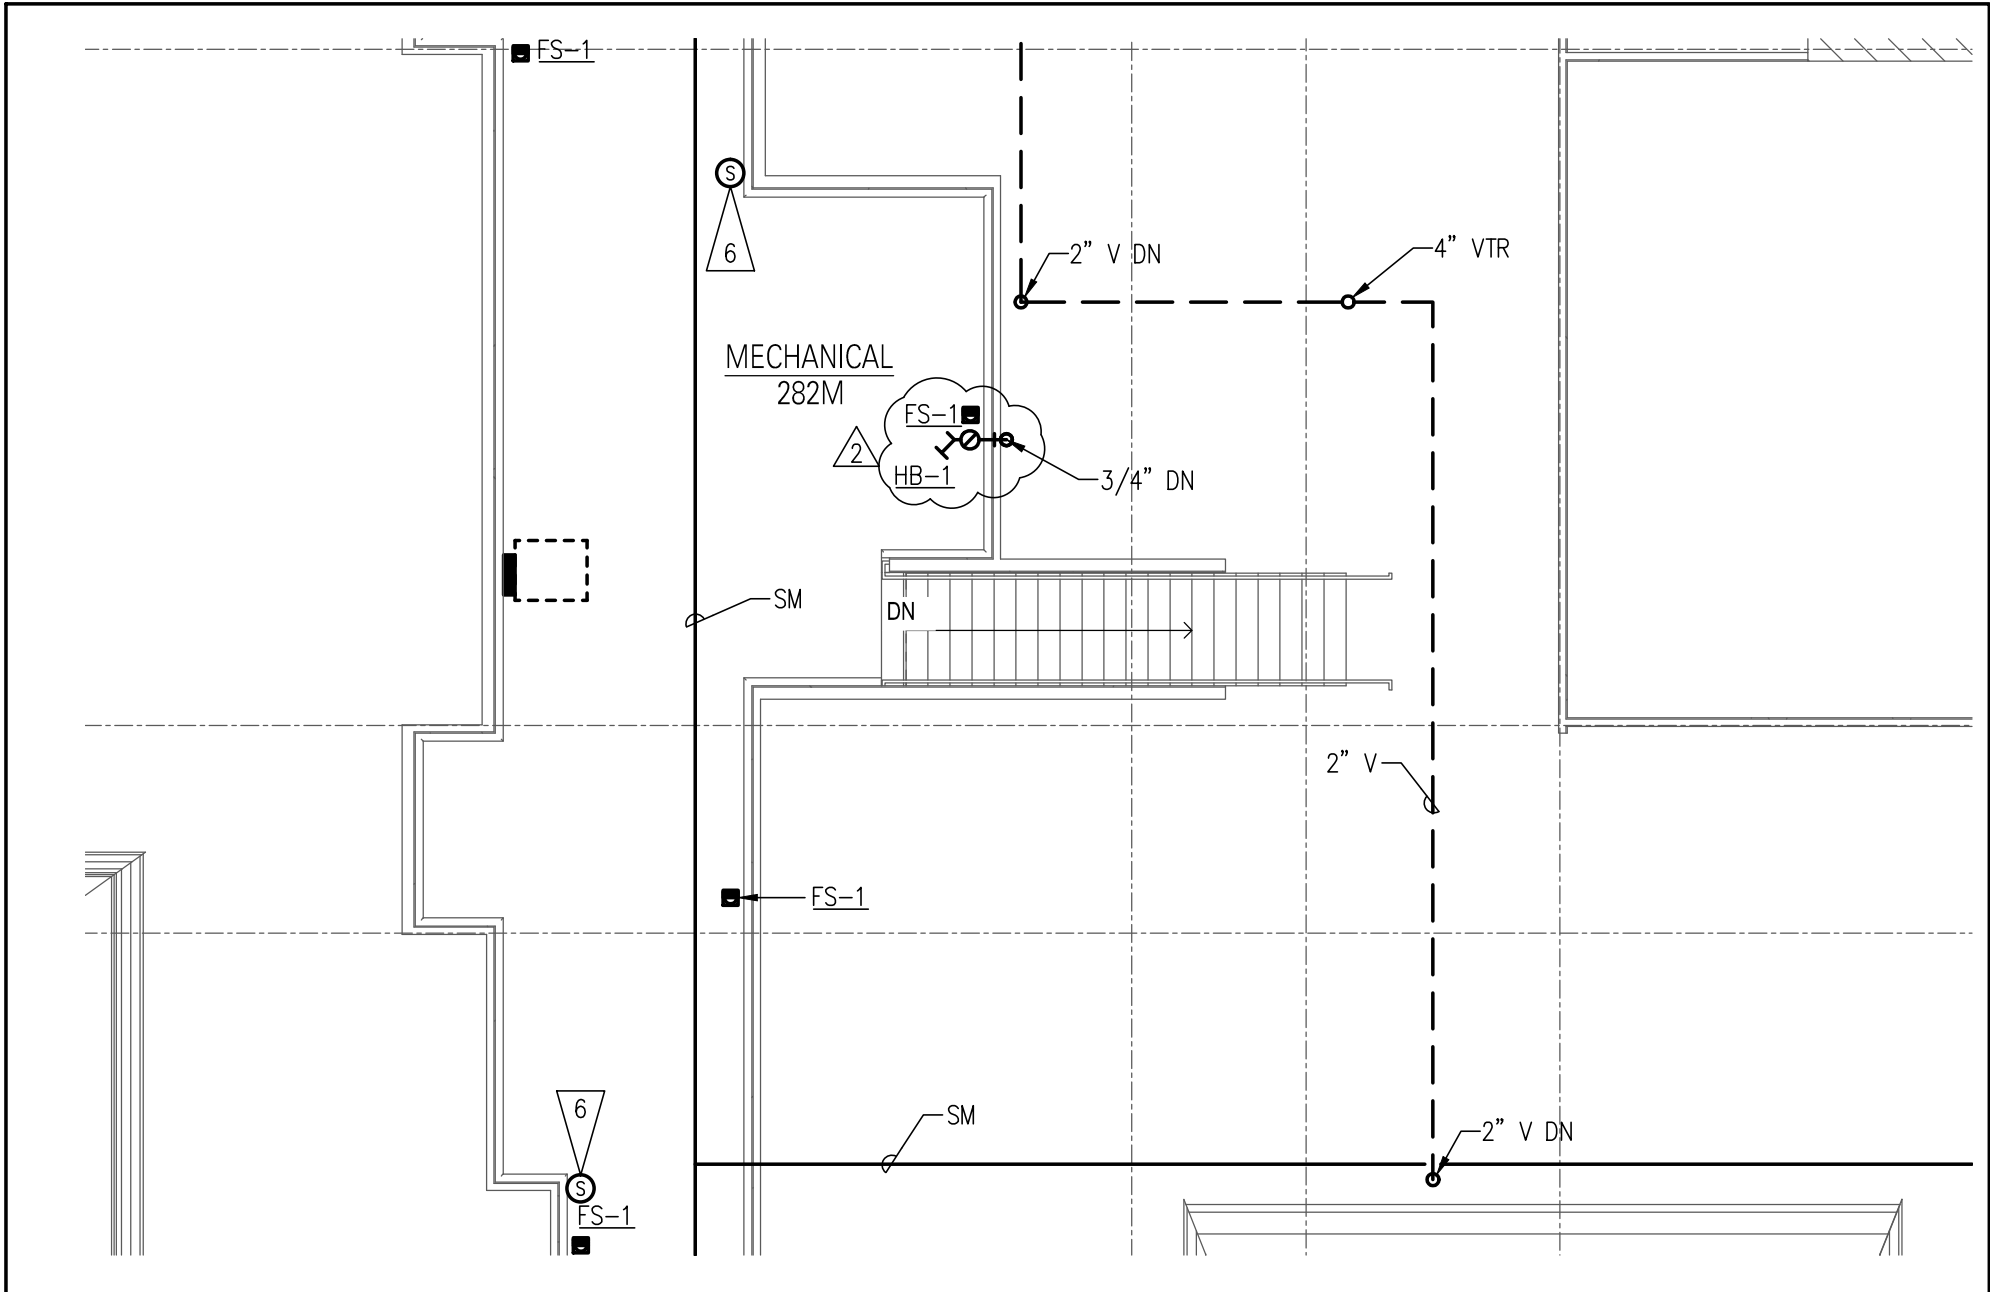 FS-1
S
6
2" V DN
4" VTR
MECHANICAL
282M
FS-1
2
HB-1
3/4" DN
SM
DN
2" V
FS-1
6
SM
2" V DN
S
FS-1